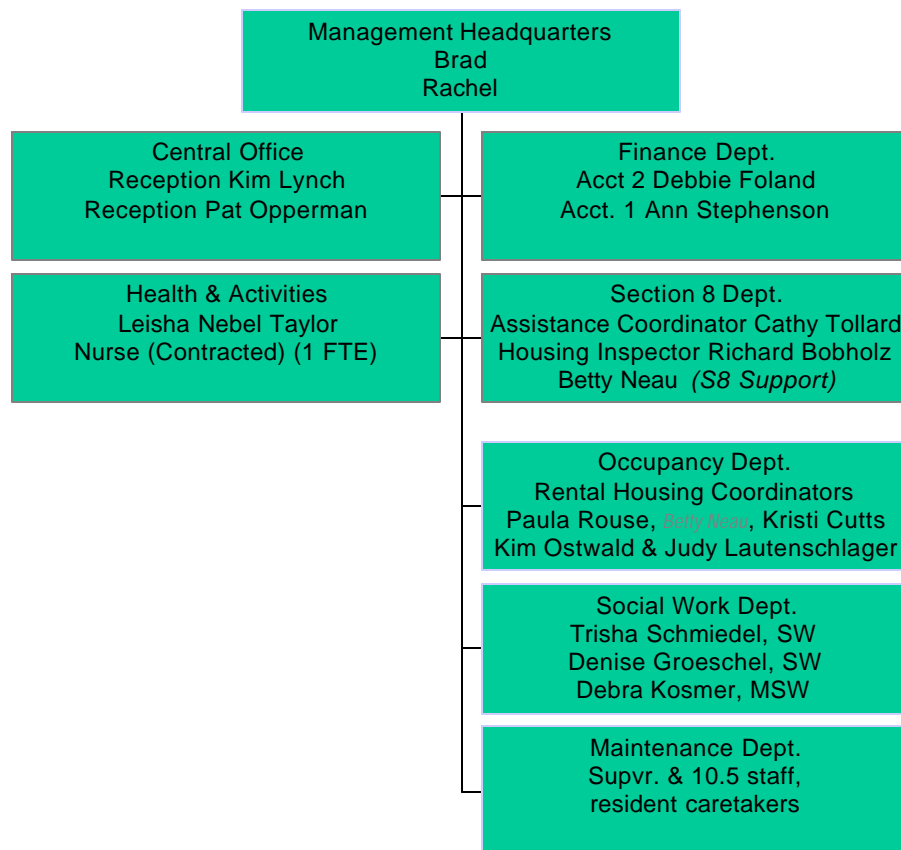 Management Headquarters
Brad
Rachel
Central Office
Reception Kim Lynch
Reception Pat Opperman
Finance Dept.
Acct 2 Debbie Foland
Acct. 1 Ann Stephenson
Health & Activities
Leisha Nebel Taylor
Nurse (Contracted) (1 FTE)
Section 8 Dept.
Assistance Coordinator Cathy Tollard
Housing Inspector Richard Bobholz
Betty Neau (S8 Support)
Occupancy Dept.
Rental Housing Coordinators
Paula Rouse, Betty Neau, Kristi Cutts
Kim Ostwald & Judy Lautenschlager
Social Work Dept.
Trisha Schmiedel, SW
Denise Groeschel, SW
Debra Kosmer, MSW
Maintenance Dept.
Supvr. & 10.5 staff,
resident caretakers